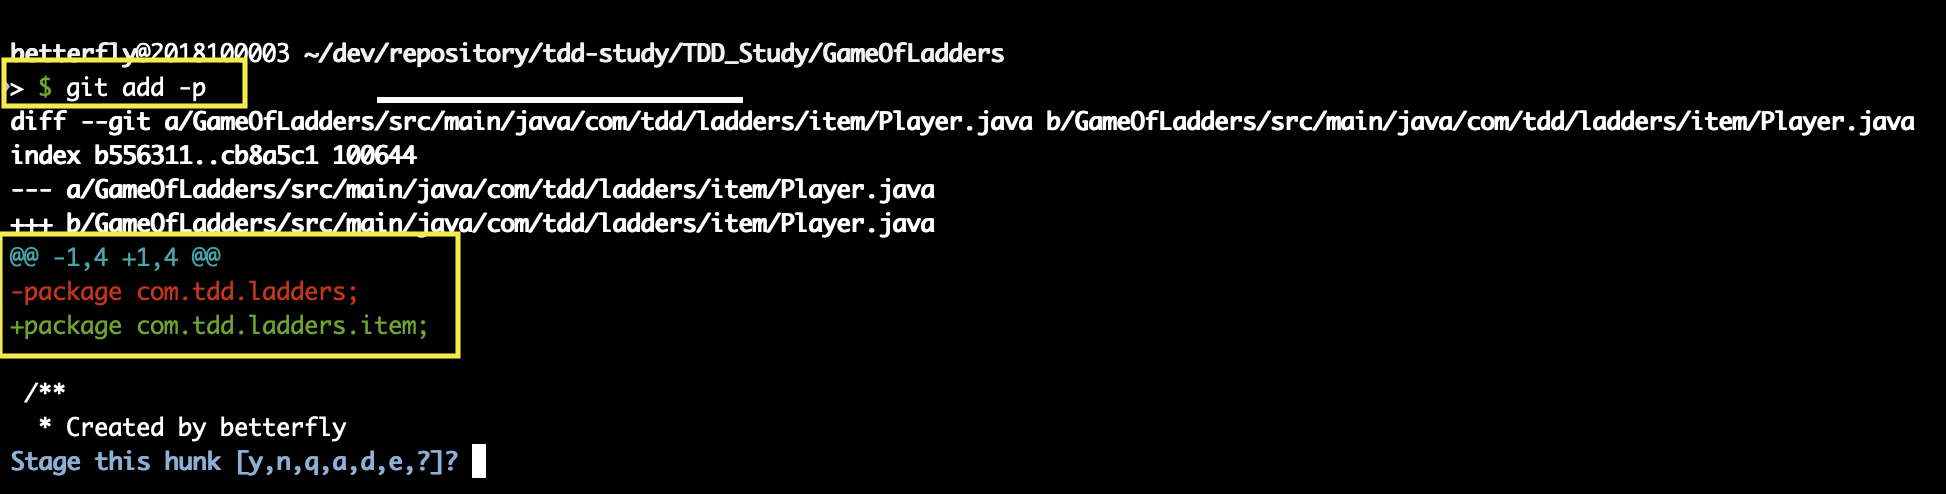 betterfly@2018100003 ~/dev/repository/tdd-study/TDD_Study/GameOfLadders
> $ git add -p
diff --git a/GameOfLadders/src/main/java/com/tdd/ladders/item/Player.java b/GameOfLadders/src/main/java/com/tdd/ladders/item/Player.java
index b556311..cb8a5c1 100644
--- a/GameOfLadders/src/main/java/com/tdd/ladders/item/Player.java
+++ b/GameOfLadders/src/main/java/com/tdd/ladders/item/Player.java
@@ -1,4 +1,4 @@
-package com.tdd.ladders;
+package com.tdd.ladders.item;
/**
* Created by betterfly
Stage this hunk [y,n,q,a,d,e,?]?